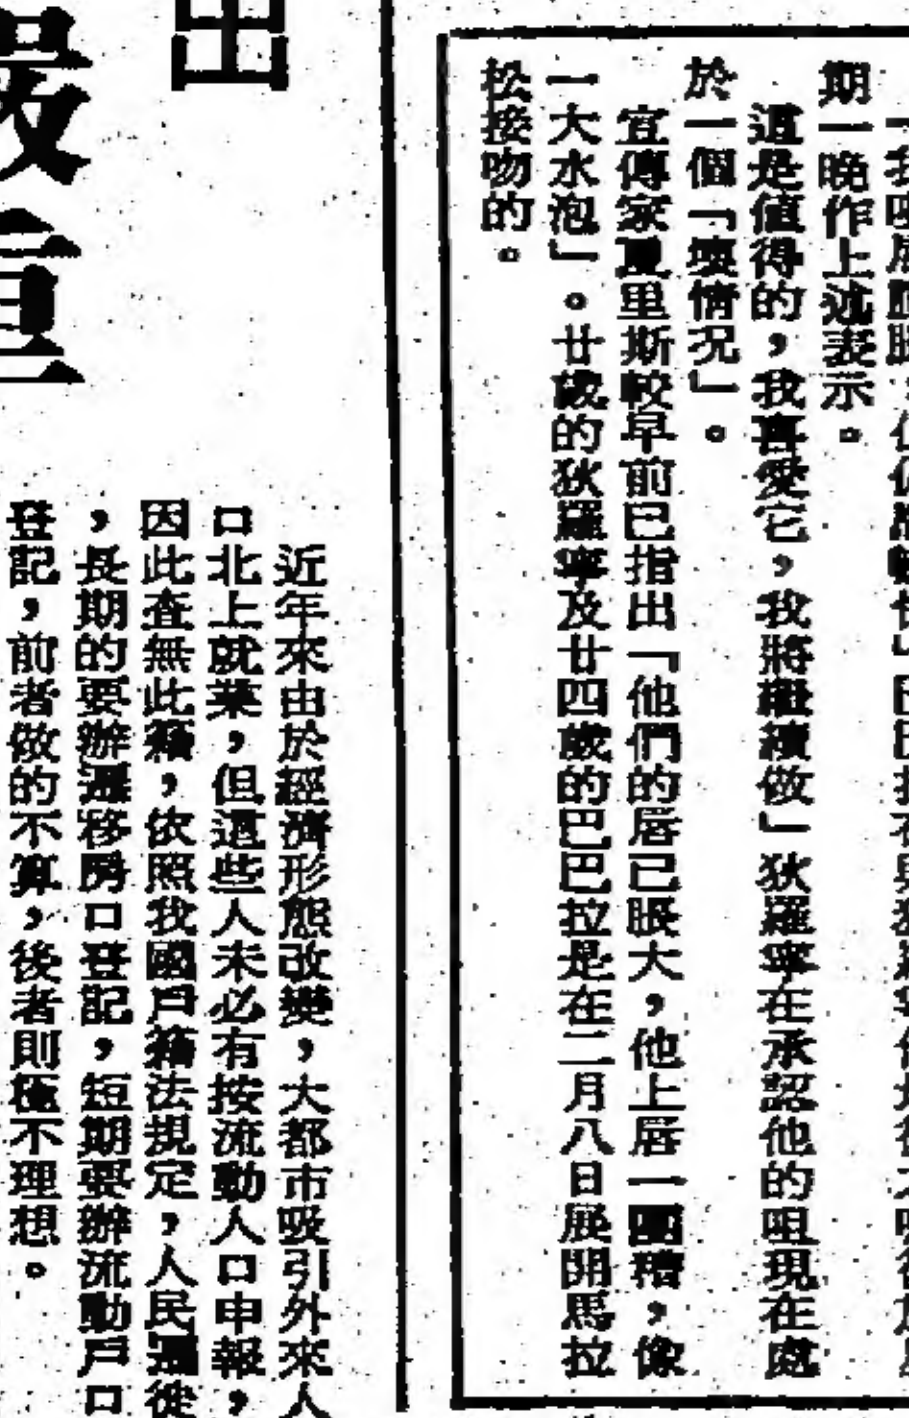 期一晚作上述表示。
這是值得的,我喜愛它,我將繼續做」狄羅寧在承認他的咀現在處
於一個「壞情況」。
宣傳家夏里斯較早前已指出「他們的唇已脹大,他上唇一團糟,像
一大水泡」。廿歲的狄羅寧及廿四歲的巴巴拉是在二月八日展開馬拉
松接吻的。
出
嚴重
近年來由於經濟形態改變,大都市吸引外來人
口北上就業,但這些人未必有按流動人口申報,
因此查無此籍,依照我國戶籍法規定,人民遷徙
,長期的要辦遷移戶口登記,短期要辦流動戶口
登記,前者做的不算,後者則極不理想。